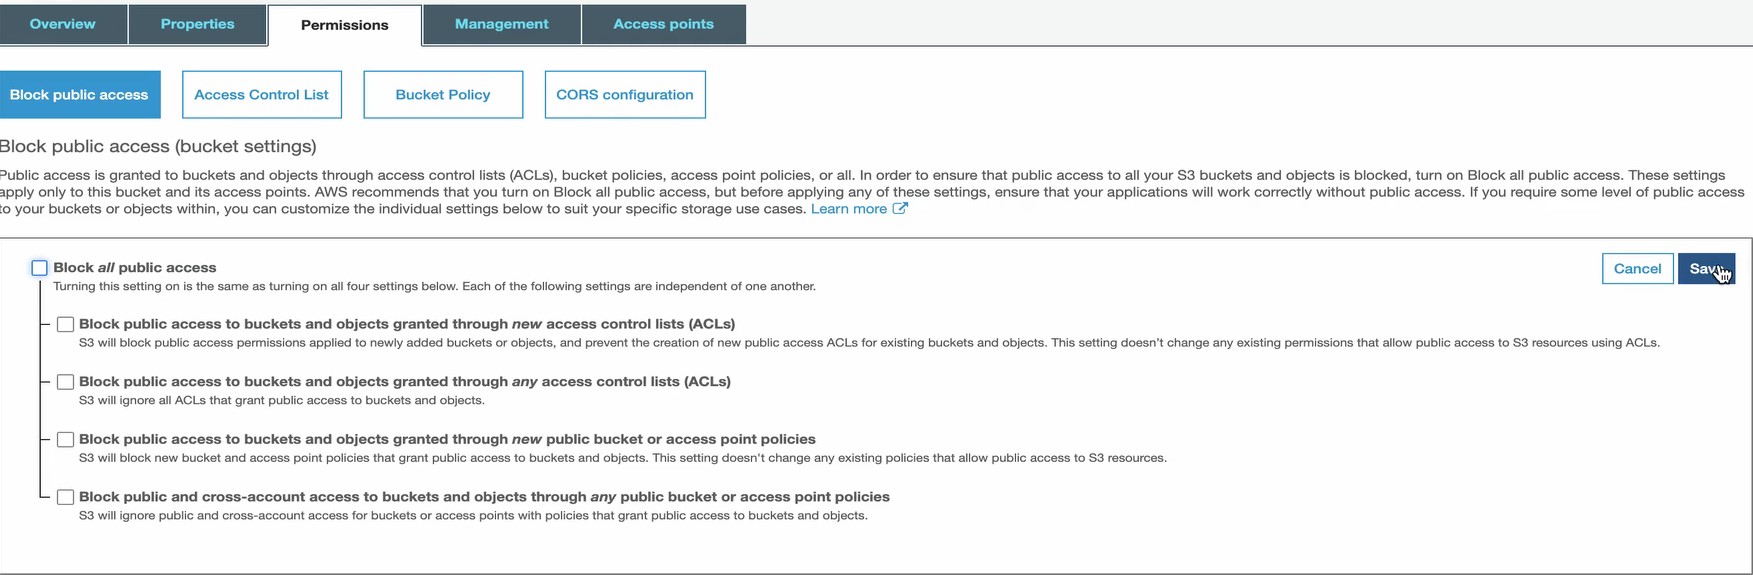 Overview Properties Permissions Management Access points
Block public access Access Control List Bucket Policy CORS configuration
Block public access (bucket settings)
Public access is granted to buckets and objects through access control lists (ACLs), bucket policies, access point policies, or all. In order to ensure that public access to all your S3 buckets and objects is blocked, turn on Block all public access. These settings
apply only to this bucket and its access points. AWS recommends that you turn on Block all public access, but before applying any of these settings, ensure that your applications will work correctly without public access. If you require some level of public access
to your buckets or objects within, you can customize the individual settings below to suit your specific storage use cases. Learn more
Block all public access
Cancel Sav
Turning this setting on is the same as turning on all four settings below. Each of the following settings are independent of one another.
Block public access to buckets and objects granted through new access control lists (ACLs)
S3 will block public access permissions applied to newly added buckets or objects, and prevent the creation of new public access ACLs for existing buckets and objects. This setting doesn't change any existing permissions that allow public access to S3 resources using ACLs.
Block public access to buckets and objects granted through any access control lists (ACLs)
S3 will ignore all ACLs that grant public access to buckets and objects.
Block public access to buckets and objects granted through new public bucket or access point policies
S3 will block new bucket and access point policies that grant public access to buckets and objects. This setting doesn't change any existing policies that allow public access to S3 resources.
Block public and cross-account access to buckets and objects through any public bucket or access point policies
S3 will ignore public and cross-account access for buckets or access points with policies that grant public access to buckets and objects.